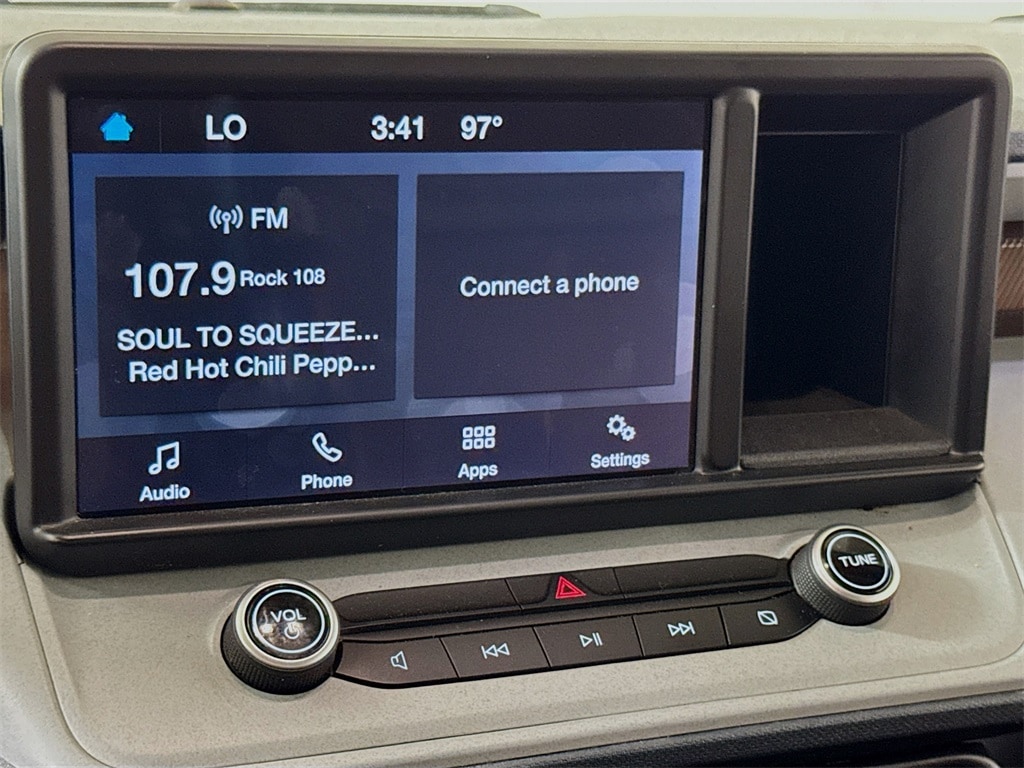 LO 3:41 97°
FM
107.9 Rock 108
SOUL TO SQUEEZE...
Red Hot Chili Pepp...
Connect a phone
Audio Phone Apps Settings
VOL
TUNE